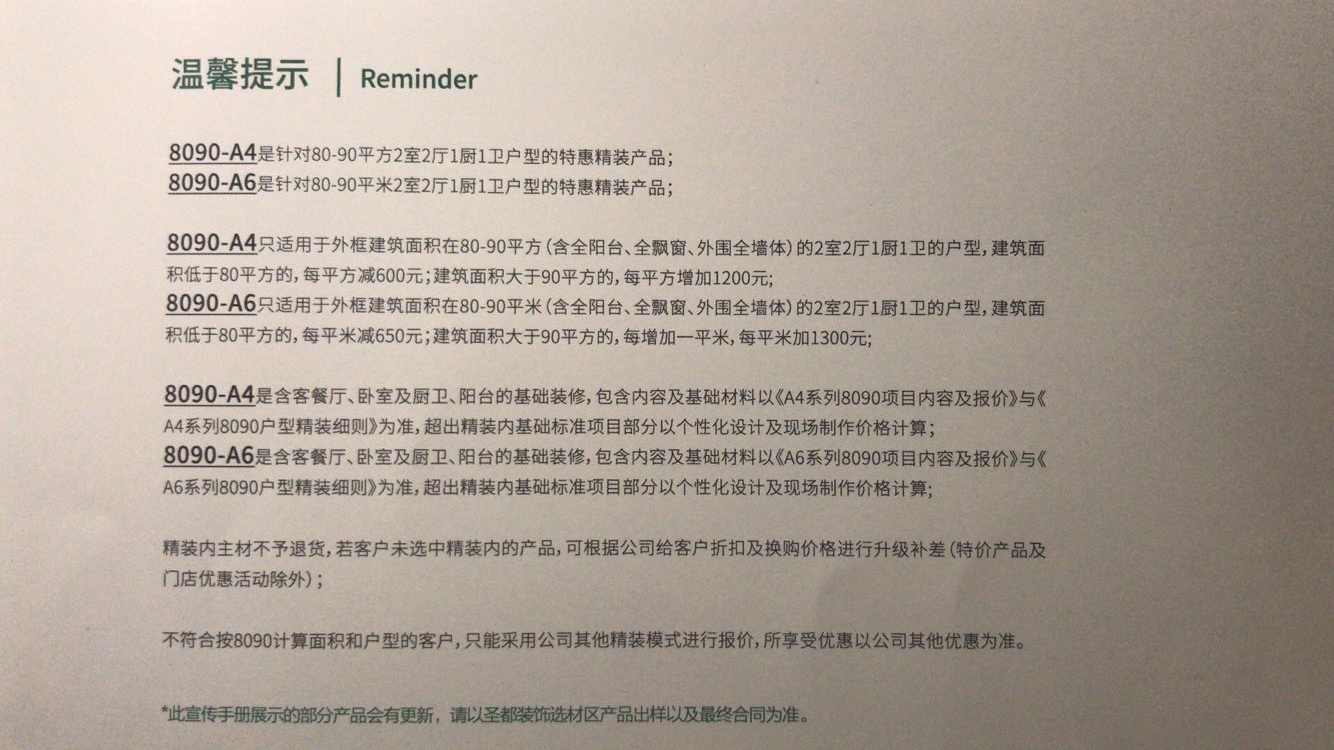 温馨提示 | Reminder
8090-A4是针对80-90平方2室2厅1厨1卫户型的特惠精装产品；
8090-A6是针对80-90平米2室2厅1厨1卫户型的特惠精装产品；
8090-A4只适用于外框建筑面积在80-90平方（含全阳台、全飘窗、外围全墙体）的2室2厅1厨1卫的户型，建筑面
积低于80平方的，每平方减600元；建筑面积大于90平方的，每平方增加1200元；
8090-A6只适用于外框建筑面积在80-90平米（含全阳台、全飘窗、外围全墙体）的2室2厅1厨1卫的户型，建筑面
积低于80平方的，每平米减650元；建筑面积大于90平方的，每增加一平米，每平米加1300元；
8090-A4是含客餐厅、卧室及厨卫、阳台的基础装修，包含内容及基础材料以《A4系列8090项目内容及报价》与《
A4系列8090户型精装细则》为准，超出精装内基础标准项目部分以个性化设计及现场制作价格计算；
8090-A6是含客餐厅、卧室及厨卫、阳台的基础装修，包含内容及基础材料以《A6系列8090项目内容及报价》与《
A6系列8090户型精装细则》为准，超出精装内基础标准项目部分以个性化设计及现场制作价格计算;
精装内主材不予退货，若客户未选中精装内的产品，可根据公司给客户折扣及换购价格进行升级补差（特价产品及
门店优惠活动除外）；
不符合按8090计算面积和户型的客户，只能采用公司其他精装模式进行报价，所享受优惠以公司其他优惠为准。
*此宣传手册展示的部分产品会有更新，请以圣都装饰选材区产品出样以及最终合同为准。